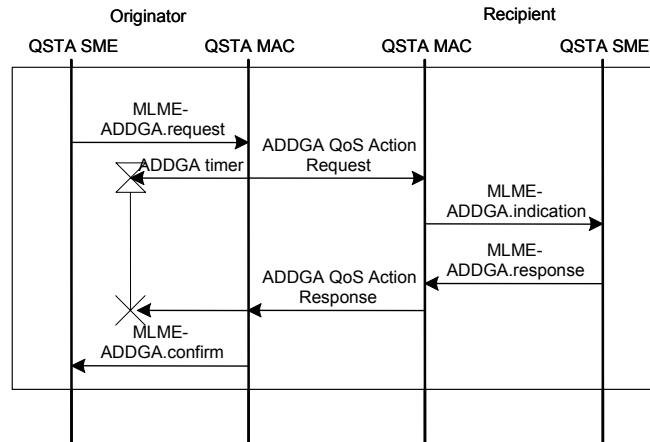 Originator
Recipient
QSTA SME
QSTA MAC
QSTA MAC
QSTA SME
MLME-
ADDGA.request
ADDGA timer
ADDGA QoS Action
Request
MLME-
ADDGA.indication
MLME-
ADDGA.response
ADDGA QoS Action
Response
MLME-
ADDGA.confirm